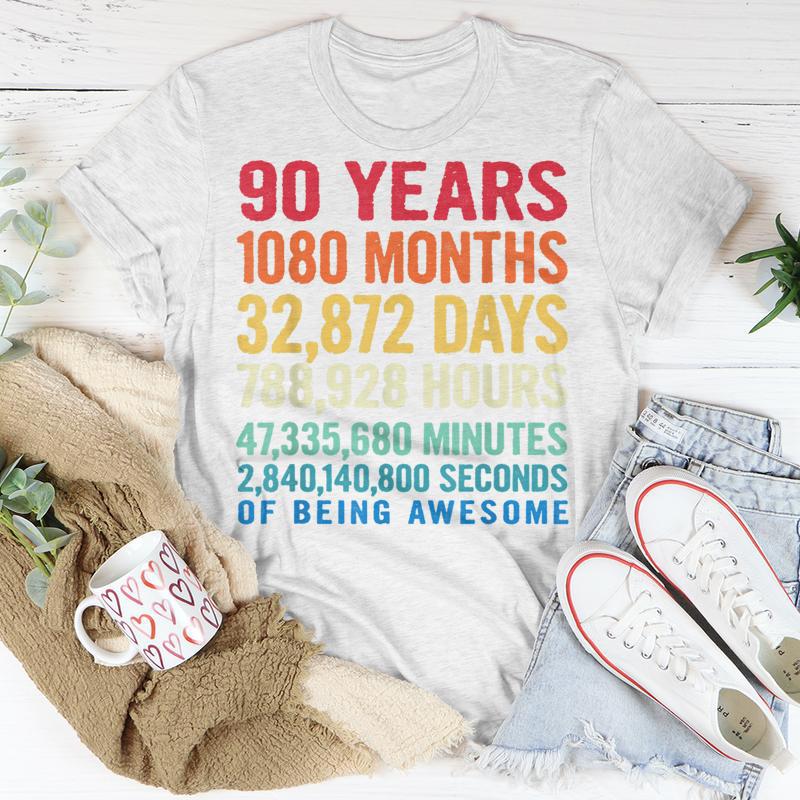 90 YEARS
1080 MONTHS
32,872 DAYS
788,928 HOURS
47,335,680 MINUTES
2,840,140,800 SECONDS
OF BEING AWESOME